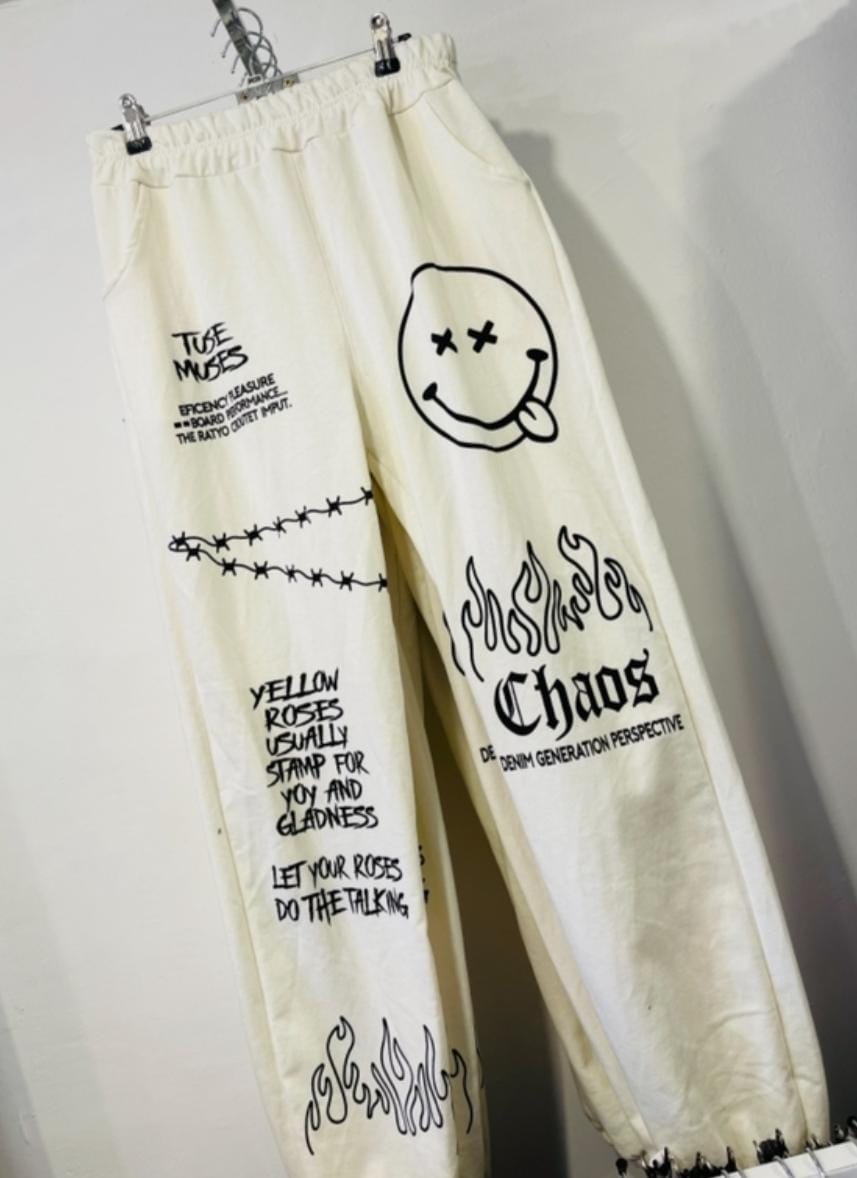 TUSE
MUSES
EFICENCY PLEASURE
BOARD PERFORMANCE...
THE RATYO CKUTET IMPUT.
YELLOW
ROSES
USUALLY
STAMP FOR
YOY AND
GLADNESS
LET YOUR ROSES
DO THE TALKING
Chaos
DE DENIM GENERATION PERSPECTIVE